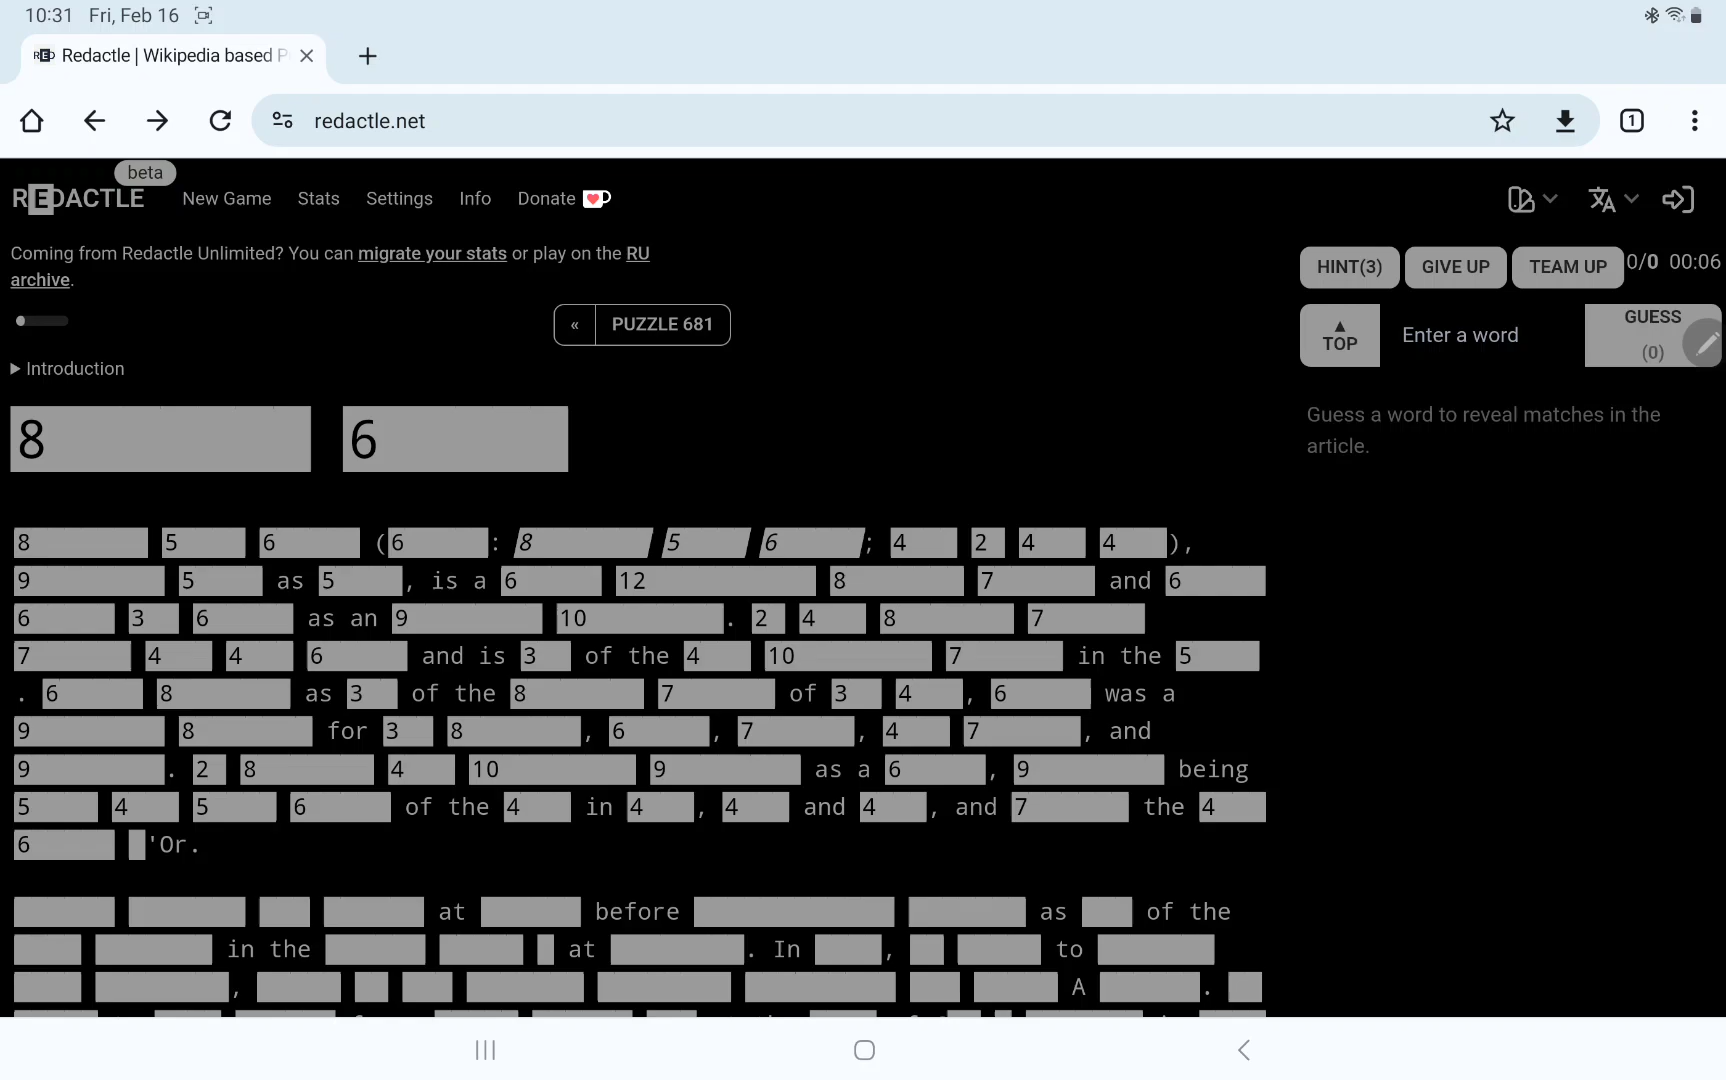 10:31 Fri, Feb 16
RED Redactle | Wikipedia based P
redactle.net
1
beta
REDACTLE New Game Stats Settings Info Donate
Coming from Redactle Unlimited? You can migrate your stats or play on the RU
archive.
HINT(3) GIVE UP TEAM UP 0/0 00:06
« PUZZLE 681
▲ TOP Enter a word GUESS (0)
▶ Introduction
Guess a word to reveal matches in the
article.
8 6
8 5 6 (6: 8 5 6; 4 2 4 4),
9 5 as 5, is a 6 12 8 7 and 6
6 3 6 as an 9 10. 2 4 8 7
7 4 4 6 and is 3 of the 4 10 7 in the 5
. 6 8 as 3 of the 8 7 of 3 4, 6 was a
9 8 for 3 8, 6, 7, 4 7, and
9. 2 8 4 10 9 as a 6, 9 being
5 4 5 6 of the 4 in 4, 4 and 4, and 7 the 4
6 'Or.
at before as of the
in the at . In , to
, A .